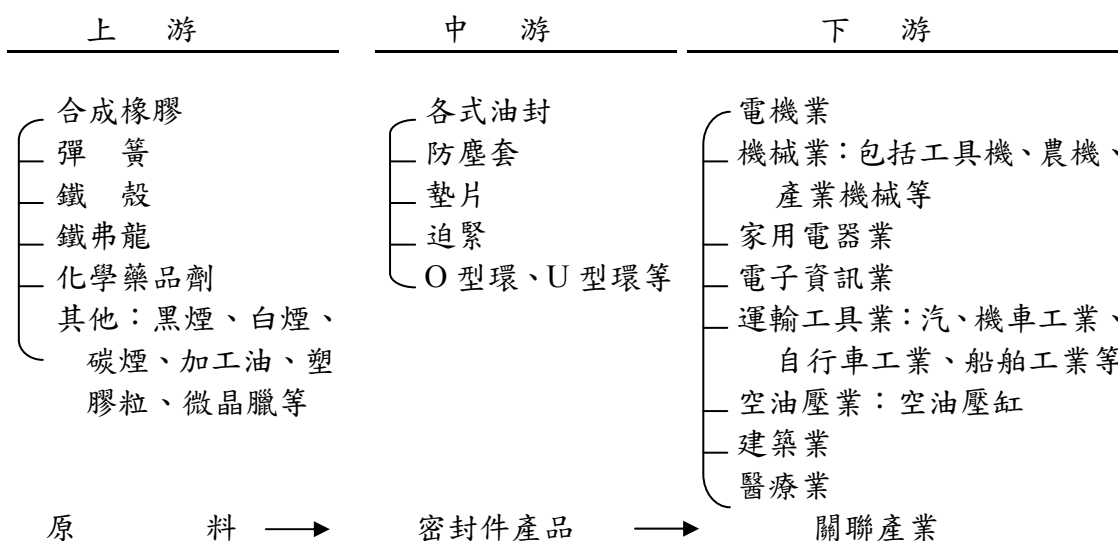 上 游
中 游
下 游
合成橡膠
彈 簧
鐵 殼
鐵弗龍
化學藥品劑
其他：黑煙、白煙、
碳煙、加工油、塑
膠粒、微晶臘等
各式油封
防塵套
墊片
迫緊
O 型環、U 型環等
電機業
機械業：包括工具機、農機、
產業機械等
家用電器業
電子資訊業
運輸工具業：汽、機車工業、
自行車工業、船舶工業等
空油壓業：空油壓缸
建築業
醫療業
原 料
密封件產品
關聯產業